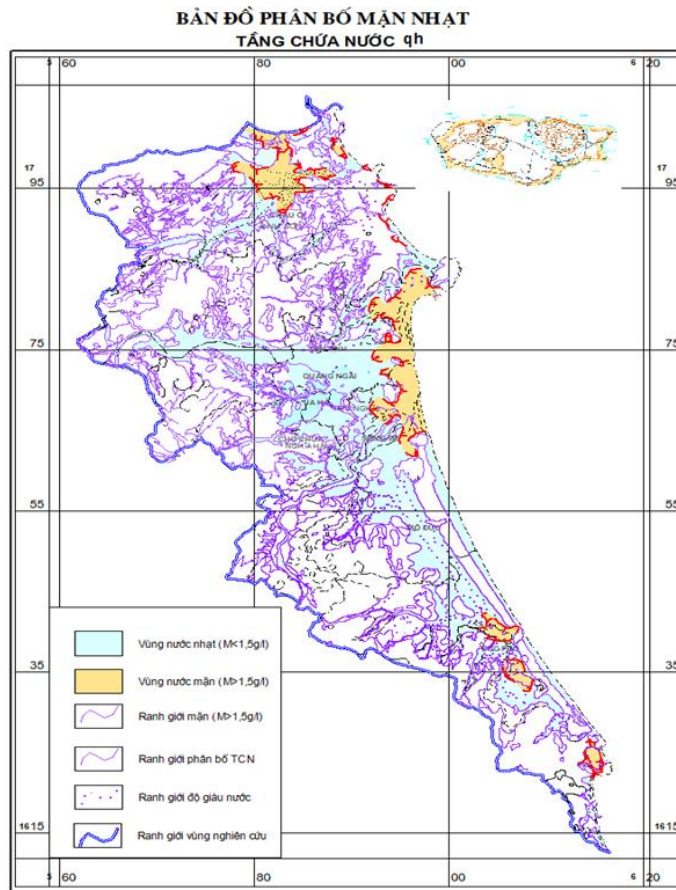 BẢN ĐỒ PHÂN BỐ MẶN NHẠT
TẦNG CHỨA NƯỚC qh
5 60 80 00 6 20
17 95 17 95
75 75
QUẢNG NGÃI
55 55
35 35
16 15 16 15
60 80 00 20
Vùng nước nhạt (M<1,5g/l)
Vùng nước mặn (M>1,5g/l)
Ranh giới mặn (M>1,5g/l)
Ranh giới phân bố TCN
Ranh giới độ giàu nước
Ranh giới vùng nghiên cứu